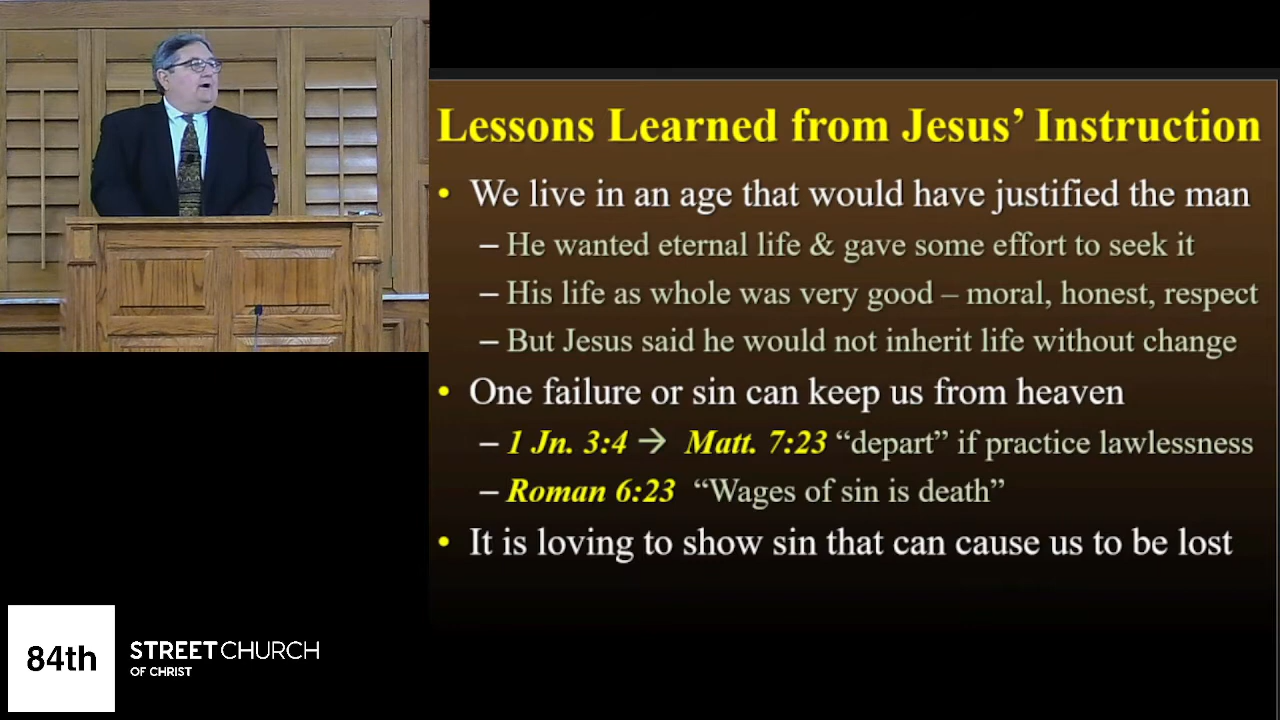 Lessons Learned from Jesus’ Instruction
• We live in an age that would have justified the man
– He wanted eternal life & gave some effort to seek it
– His life as whole was very good – moral, honest, respect
– But Jesus said he would not inherit life without change
• One failure or sin can keep us from heaven
– 1 Jn. 3:4 → Matt. 7:23 “depart” if practice lawlessness
– Roman 6:23 “Wages of sin is death”
• It is loving to show sin that can cause us to be lost
84th
STREET CHURCH
OF CHRIST